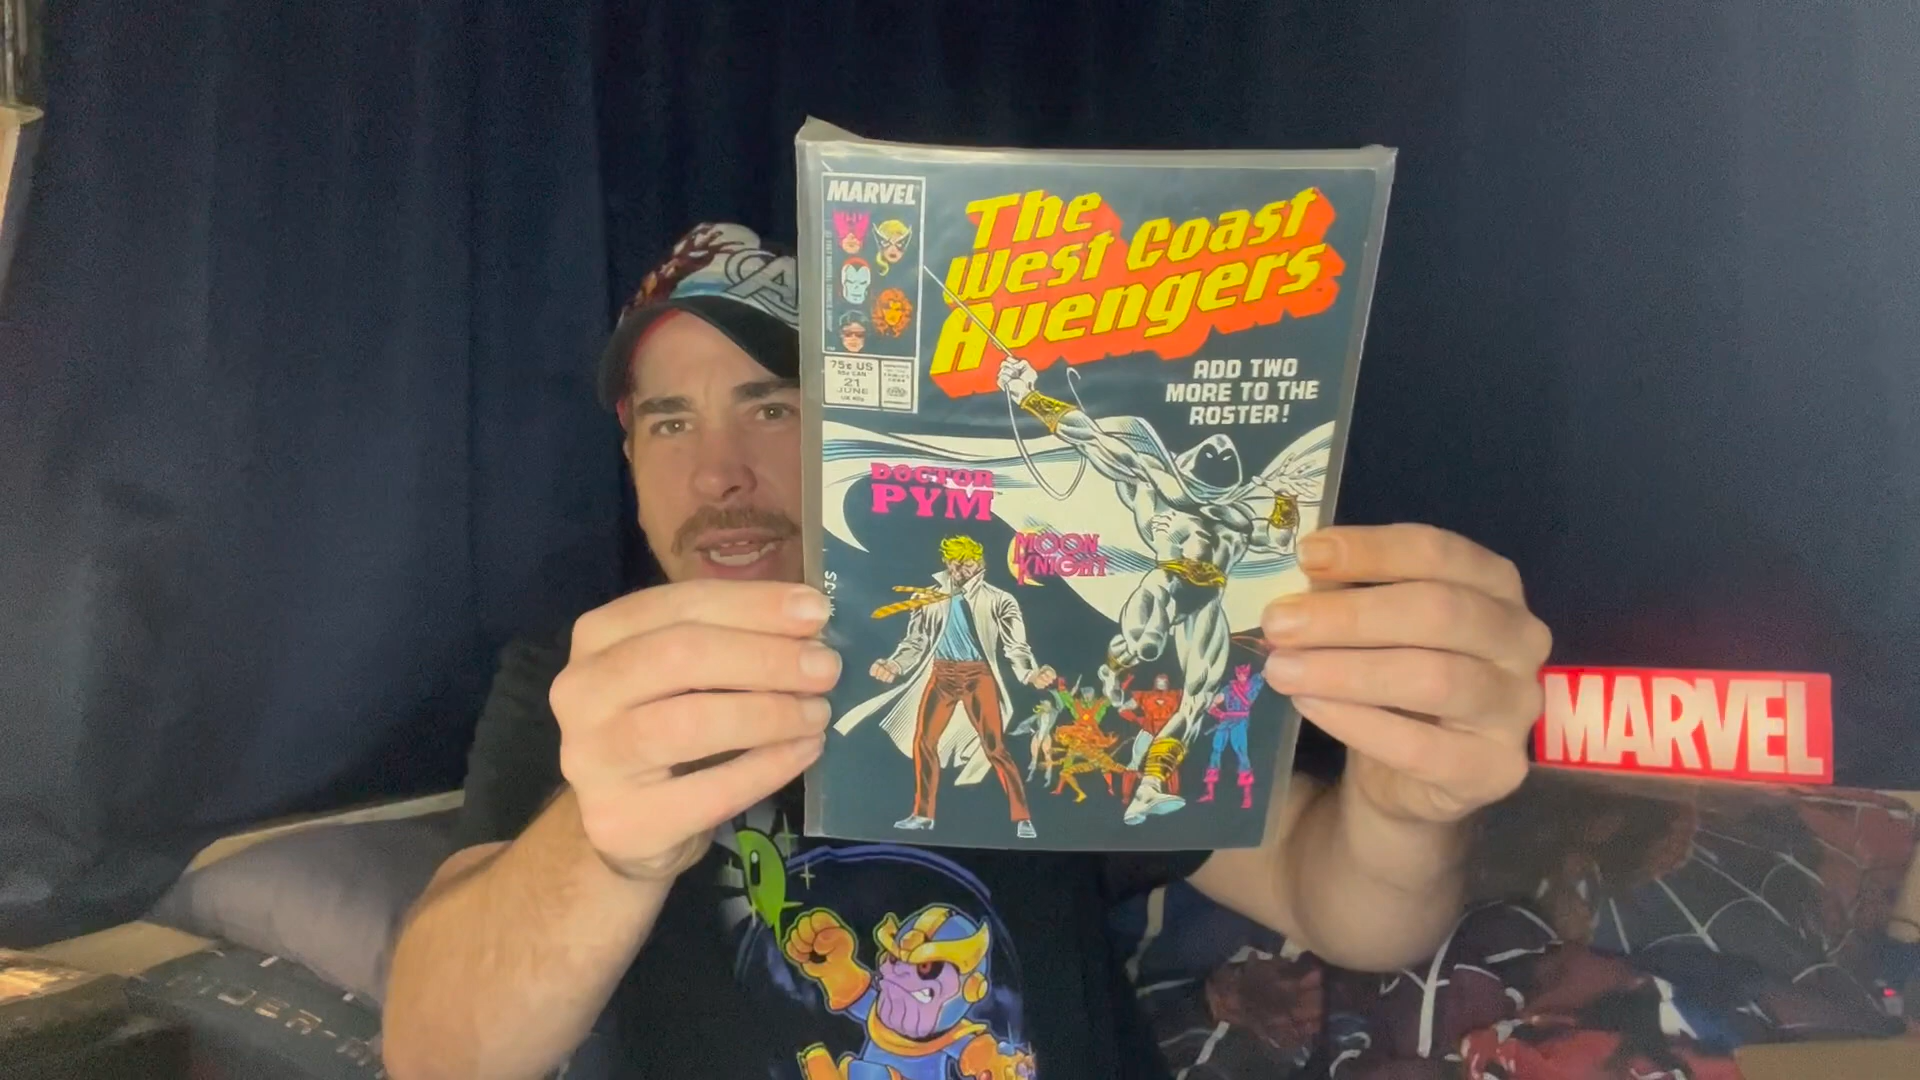 MARVEL
The
West Coast
Avengers
75¢ US
21
JUNE
ADD TWO
MORE TO THE
ROSTER!
DOCTOR
PYM
MOON
KNIGHT
MARVEL